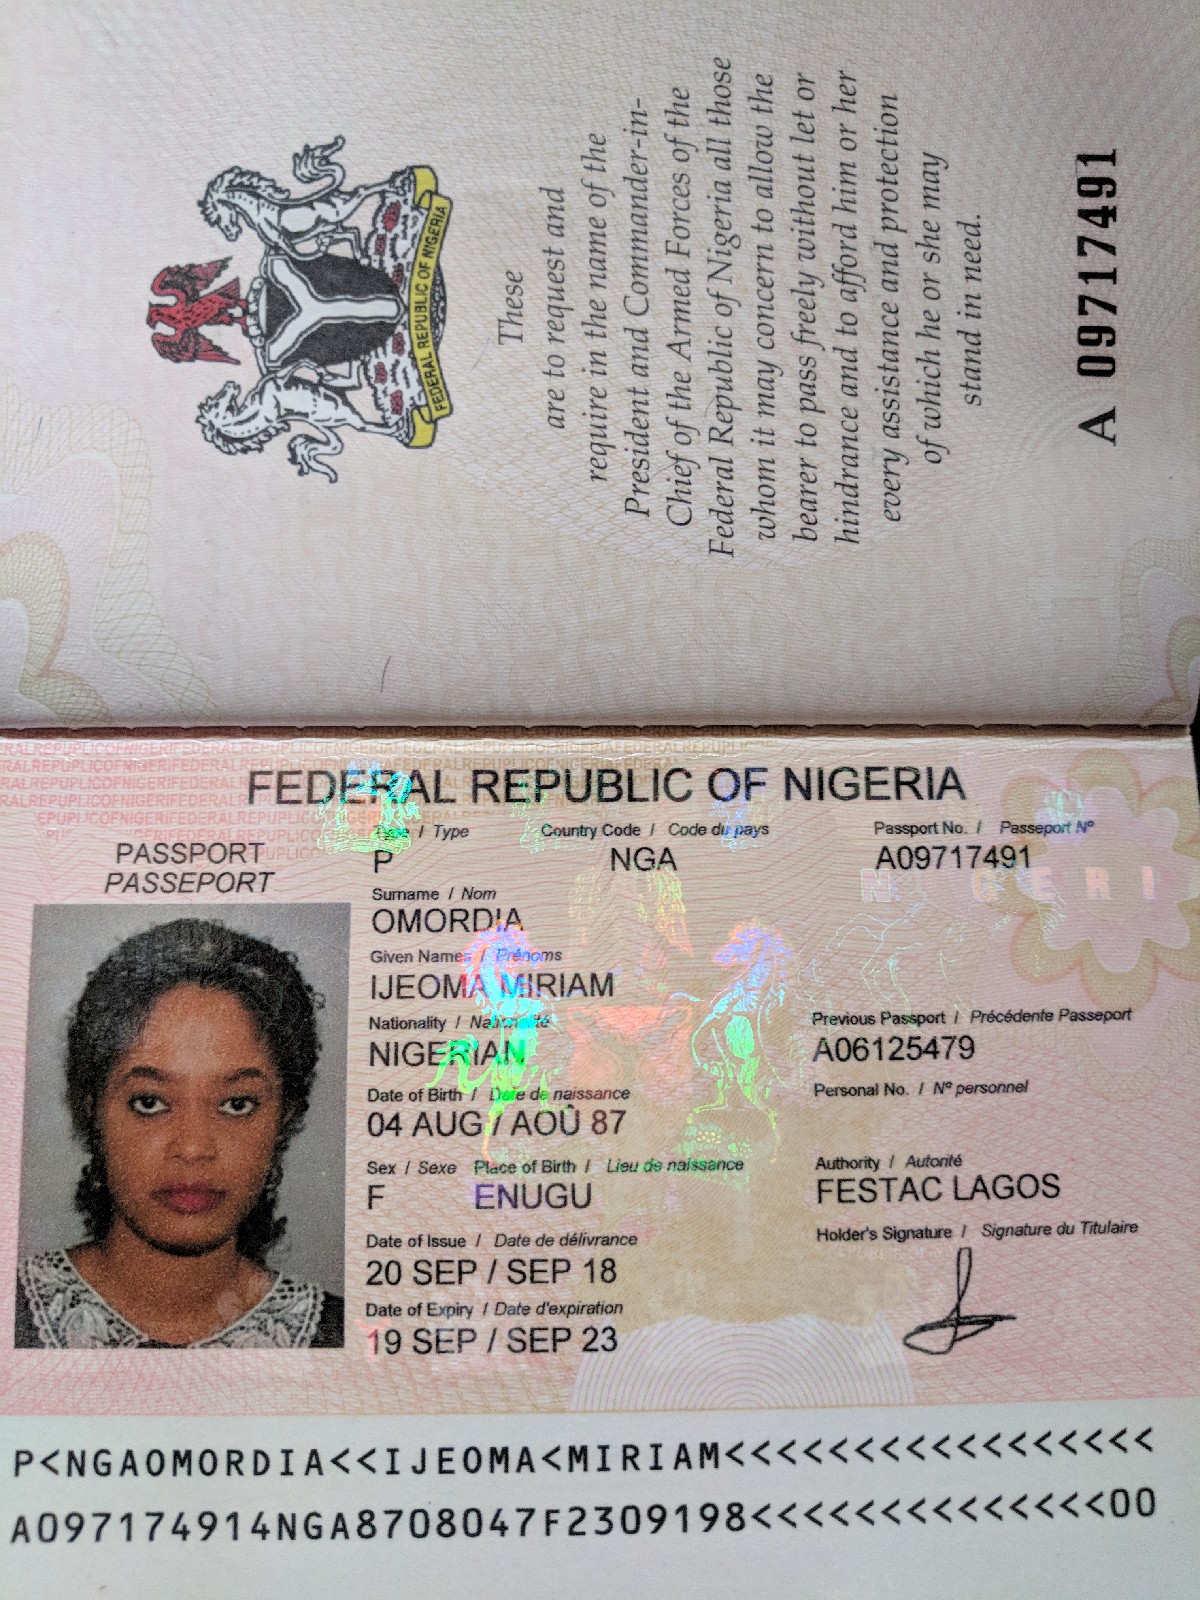 FEDERAL REPUBLIC OF NIGERIA
These
are to request and
require in the name of the
President and Commander-in-
Chief of the Armed Forces of the
Federal Republic of Nigeria all those
whom it may concern to allow the
bearer to pass freely without let or
hindrance and to afford him or her
every assistance and protection
of which he or she may
stand in need.
A 09717491
FEDERAL REPUBLIC OF NIGERIA
PASSPORT
PASSEPORT
Type / Type
P
Country Code / Code du pays
NGA
Passport No. / Passeport Nº
A09717491
Surname / Nom
OMORDIA
Given Names / Prénoms
IJEOMA MIRIAM
Nationality / Nationalité
NIGERIAN
Previous Passport / Précédente Passeport
A06125479
Date of Birth / Date de naissance
04 AUG / AOÛ 87
Personal No. / Nº personnel
Sex / Sexe
F
Place of Birth / Lieu de naissance
ENUGU
Authority / Autorité
FESTAC LAGOS
Date of Issue / Date de délivrance
20 SEP / SEP 18
Holder's Signature / Signature du Titulaire
Date of Expiry / Date d'expiration
19 SEP / SEP 23
P<NGAOMORDIA<<IJEOMA<MIRIAM<<<<<<<<<<<<<<<<<
A097174914NGA8708047F2309198<<<<<<<<<<<<<<00